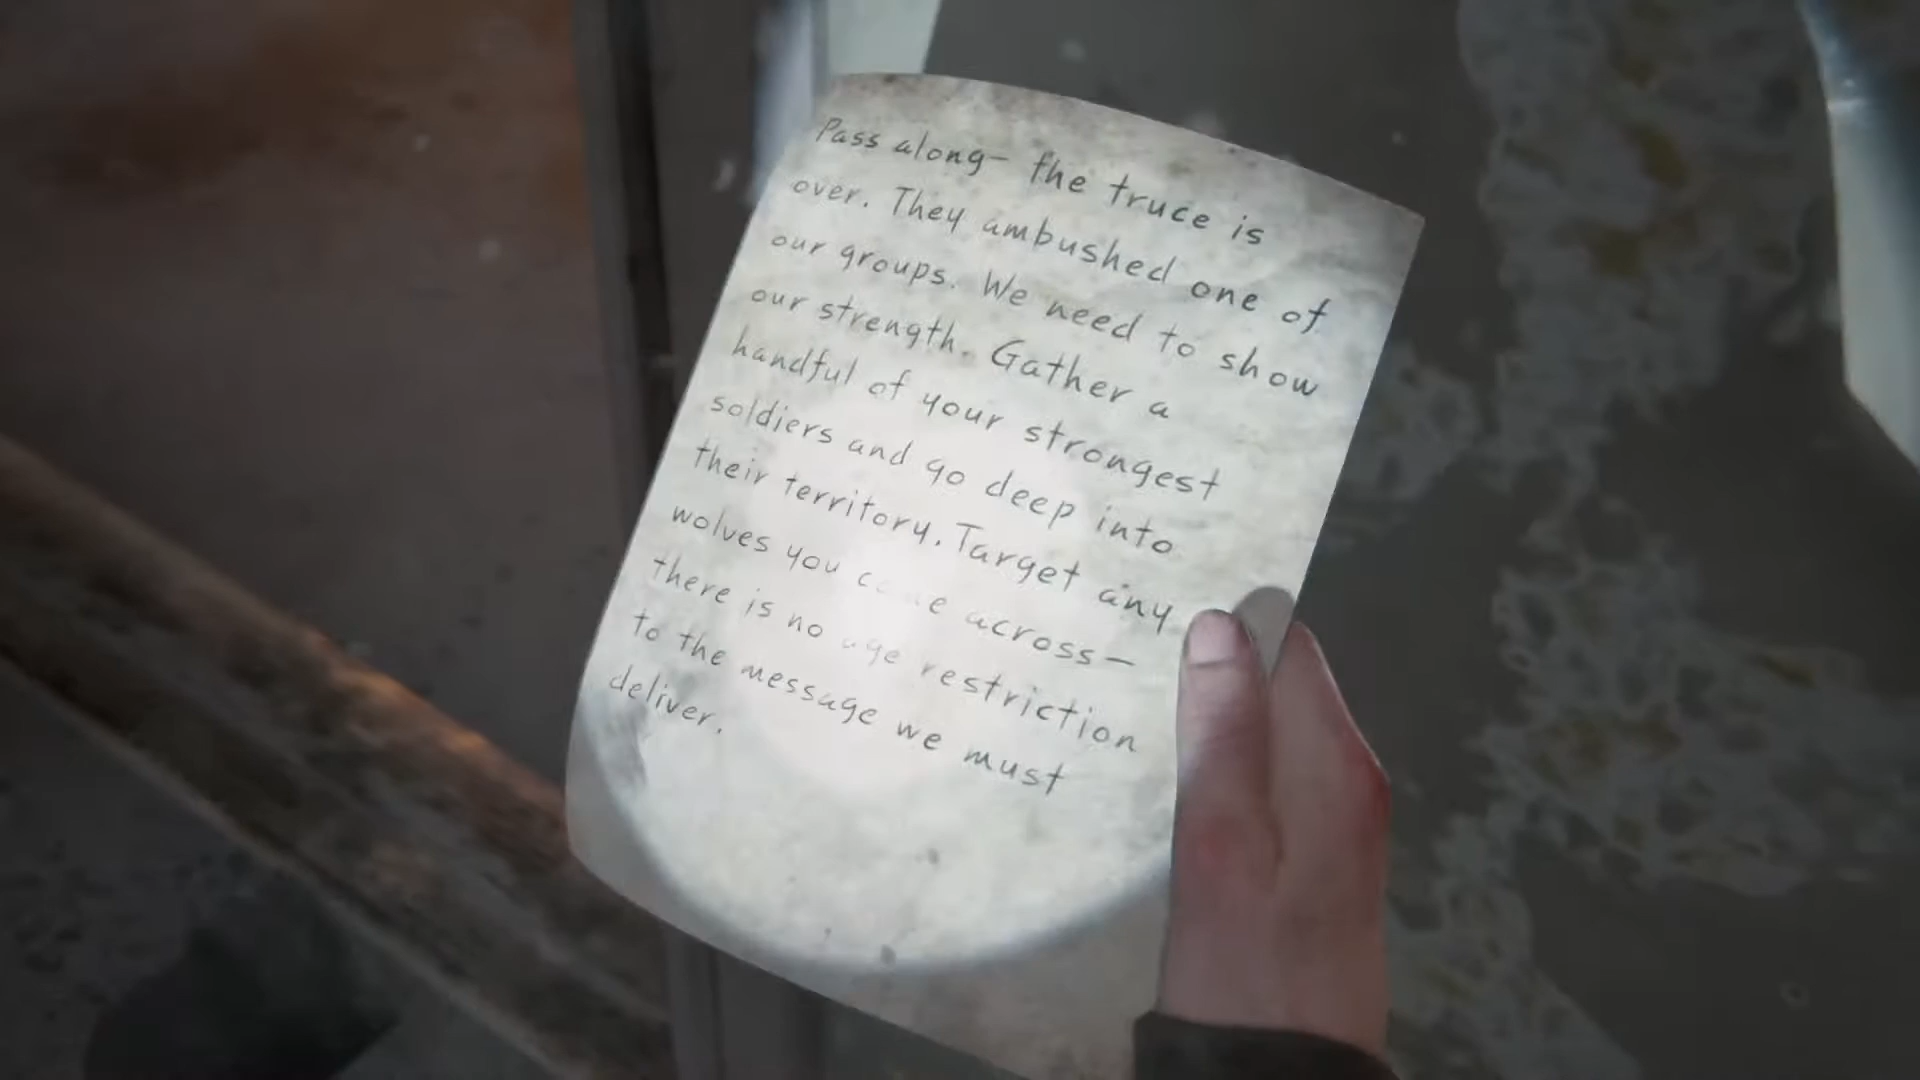 Pass along— the truce is
over. They ambushed one of
our groups. We need to show
our strength. Gather a
handful of your strongest
soldiers and go deep into
their territory. Target any
wolves you come across—
there is no age restriction
to the message we must
deliver.